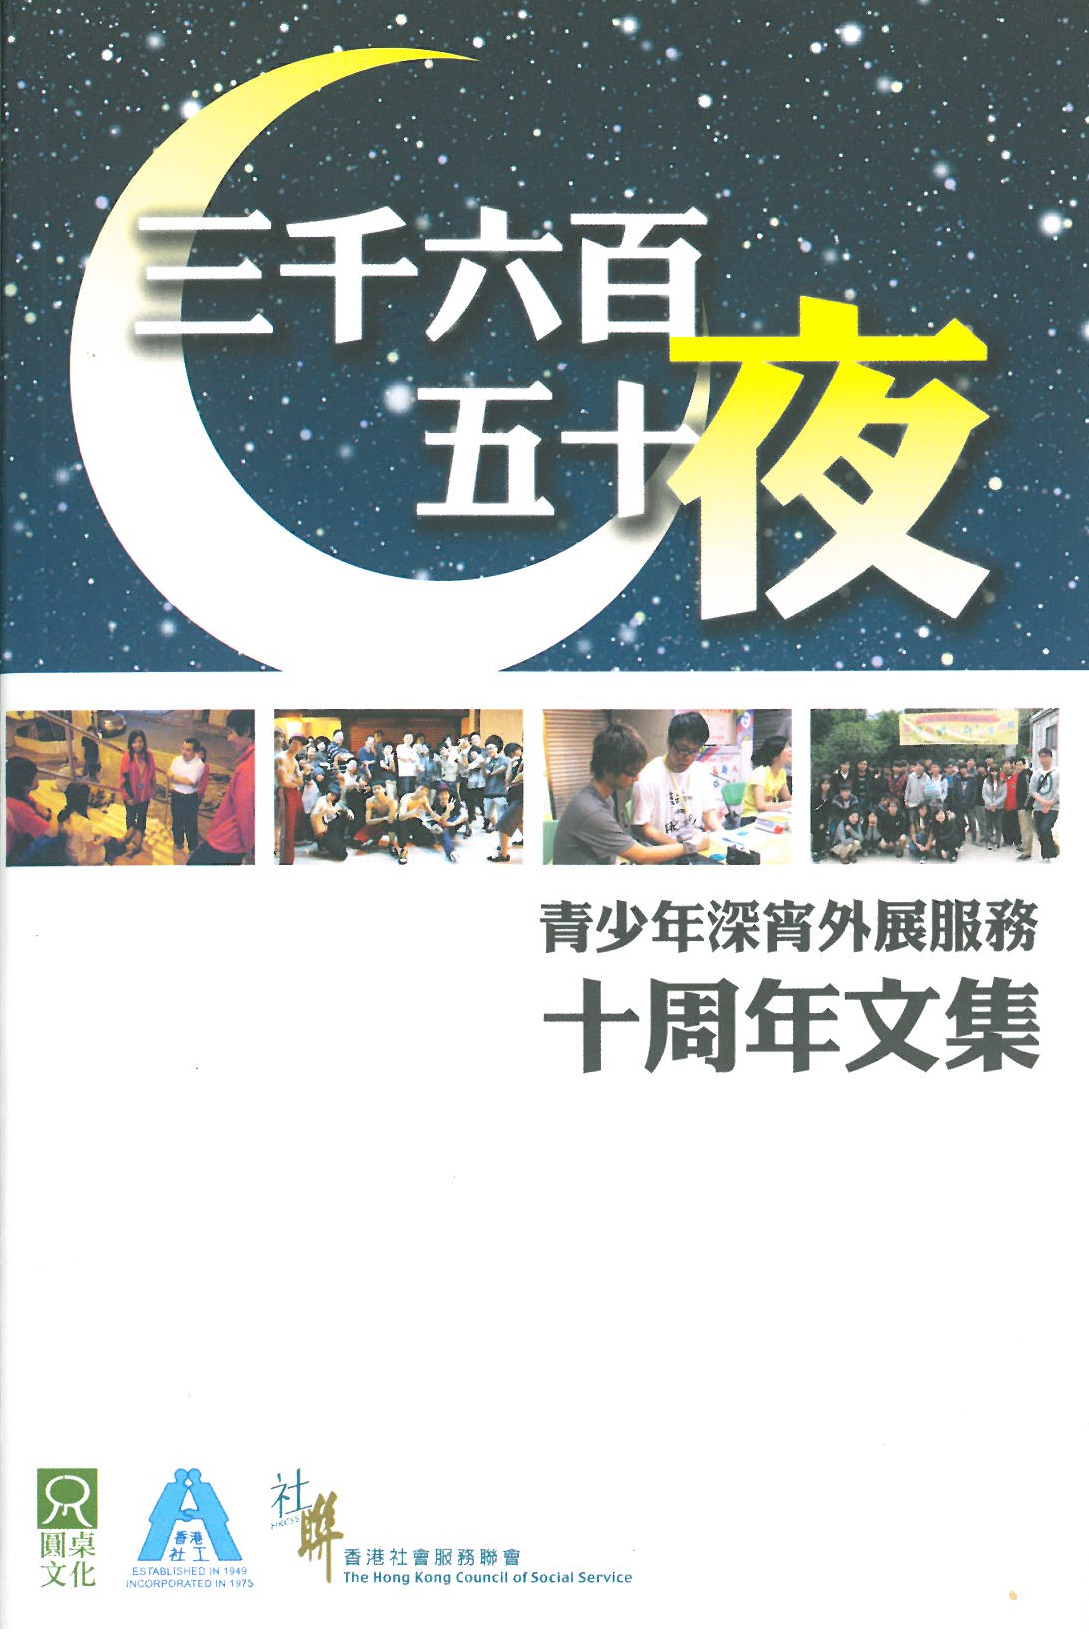 三千六百
五十夜
青少年深宵外展服務
十周年文集
圓桌
文化
香港
社工
ESTABLISHED IN 1949
INCORPORATED IN 1975
社
HKCSS
聯
香港社會服務聯會
The Hong Kong Council of Social Service